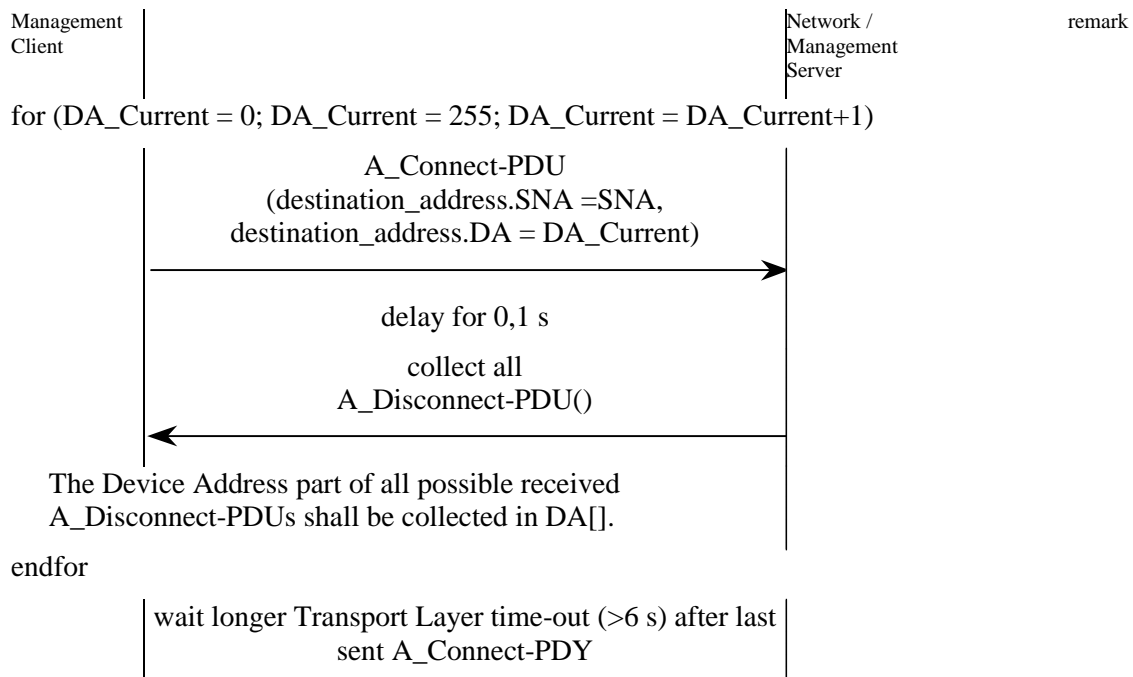 Management
Client
Network /
Management
Server
remark
for (DA_Current = 0; DA_Current = 255; DA_Current = DA_Current+1)
A_Connect-PDU
(destination_address.SNA =SNA,
destination_address.DA = DA_Current)
delay for 0,1 s
collect all
A_Disconnect-PDU()
The Device Address part of all possible received
A_Disconnect-PDUs shall be collected in DA[].
endfor
wait longer Transport Layer time-out (>6 s) after last
sent A_Connect-PDY